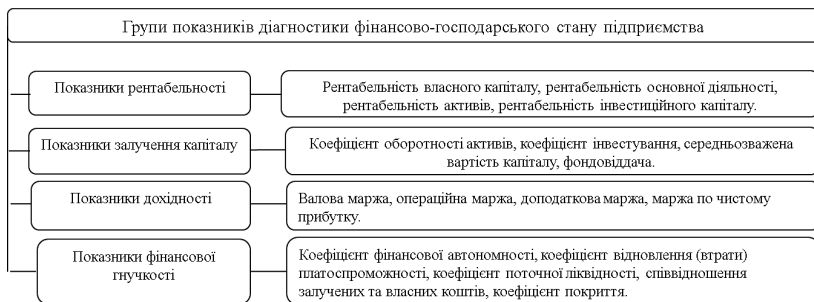 Групи показників діагностики фінансово-господарського стану підприємства
Показники рентабельності
Рентабельність власного капіталу, рентабельність основної діяльності,
рентабельність активів, рентабельність інвестиційного капіталу.
Показники залучення капіталу
Коефіцієнт оборотності активів, коефіцієнт інвестування, середньозважена
вартість капіталу, фондовіддача.
Показники дохідності
Валова маржа, операційна маржа, доподаткова маржа, маржа по чистому
прибутку.
Показники фінансової
гнучкості
Коефіцієнт фінансової автономності, коефіцієнт відновлення (втрати)
платоспроможності, коефіцієнт поточної ліквідності, співвідношення
залучених та власних коштів, коефіцієнт покриття.